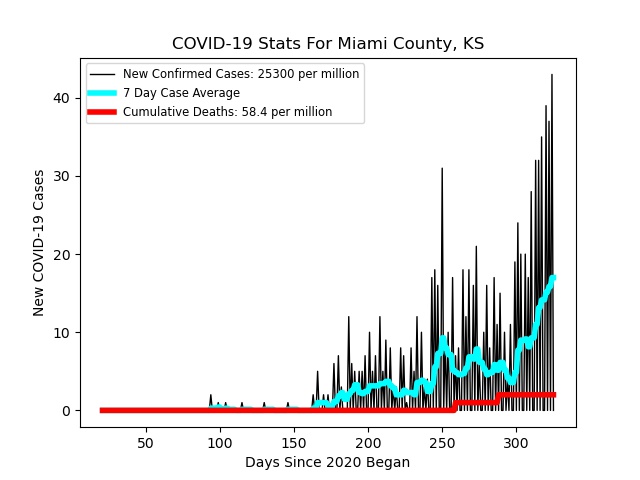 COVID-19 Stats For Miami County, KS
New Confirmed Cases: 25300 per million
7 Day Case Average
Cumulative Deaths: 58.4 per million
New COVID-19 Cases
40
30
20
10
0
50 100 150 200 250 300
Days Since 2020 Began